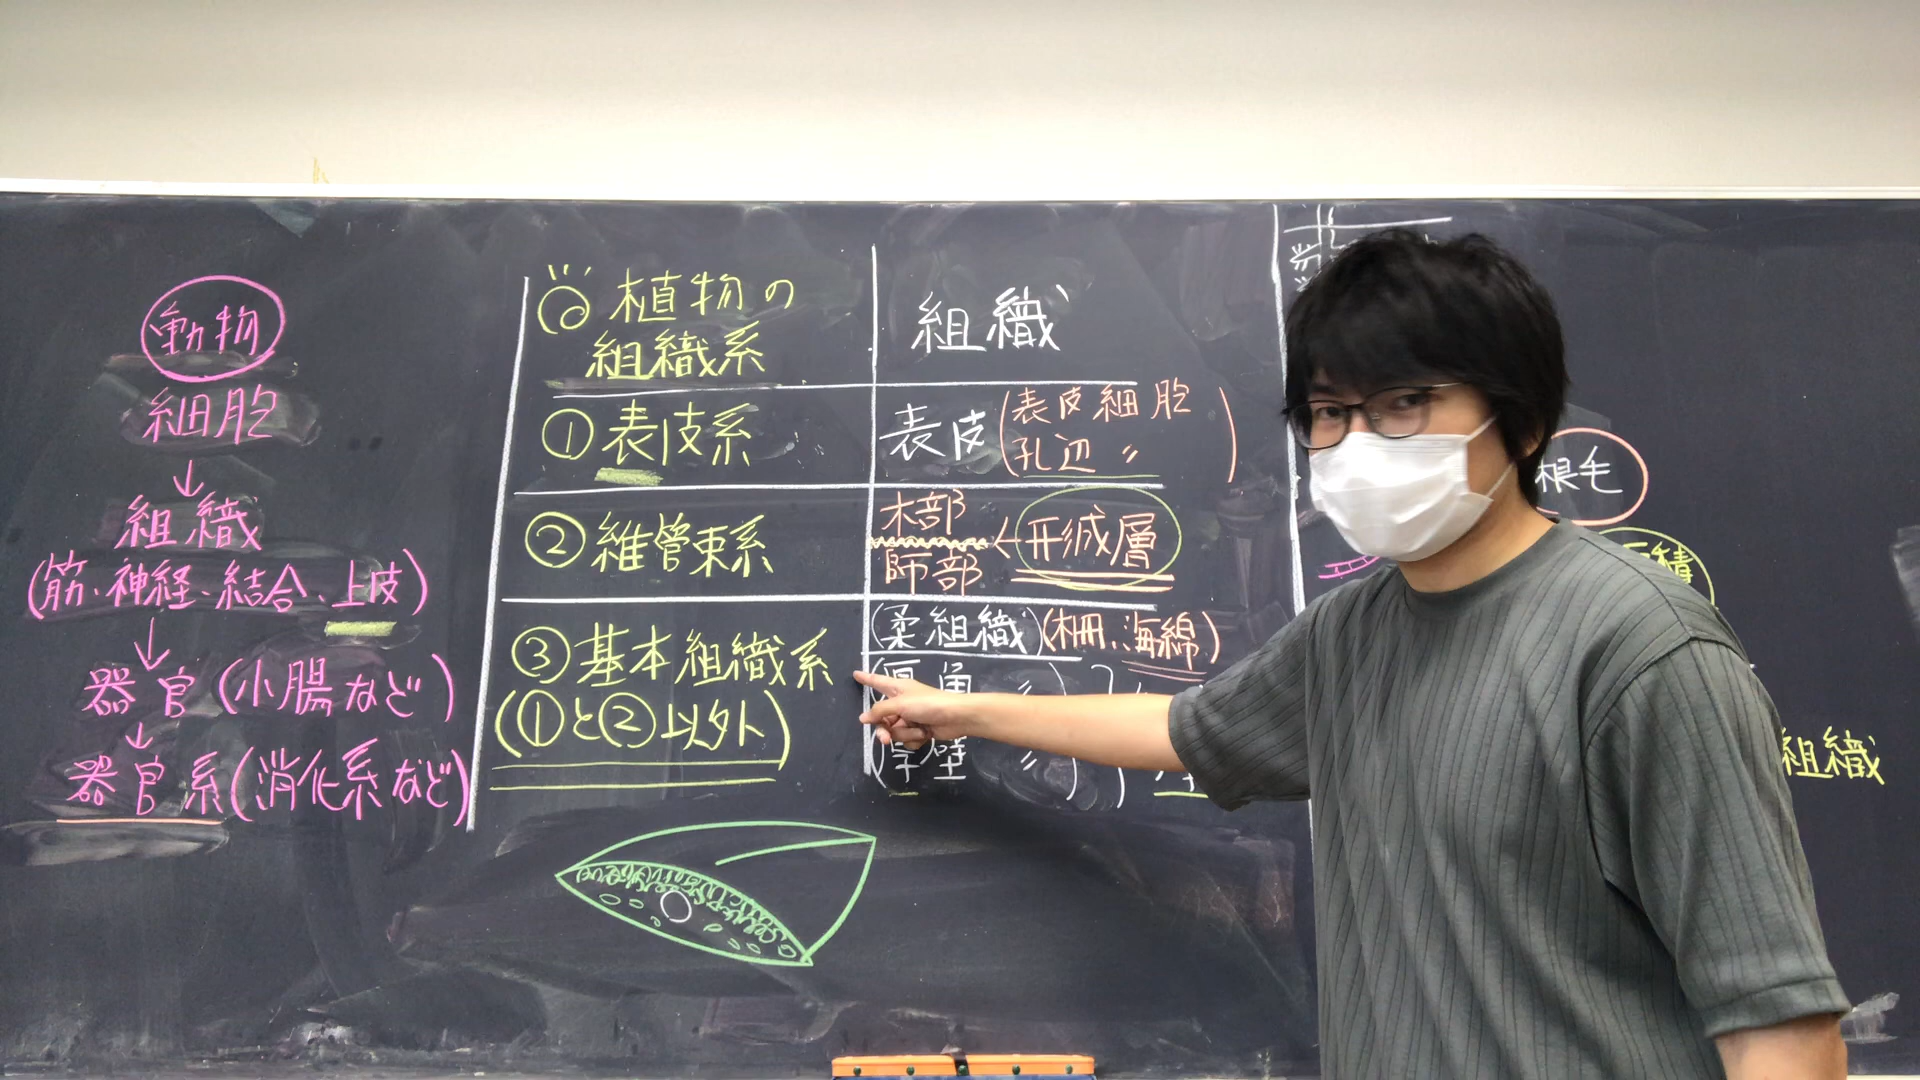 動物
細胞
↓
組織
(筋、神経、結合、上皮)
↓
器官(小腸など)
↓
器官系(消化系など)
植物の
組織系
組織
①表皮系
表皮(表皮細胞
孔辺〃)
②維管束系
木部
師部
←形成層
③基本組織系
(①と②以外)
(柔組織)(柵、海綿)
(厚角〃)
(厚壁〃)
根毛
組織